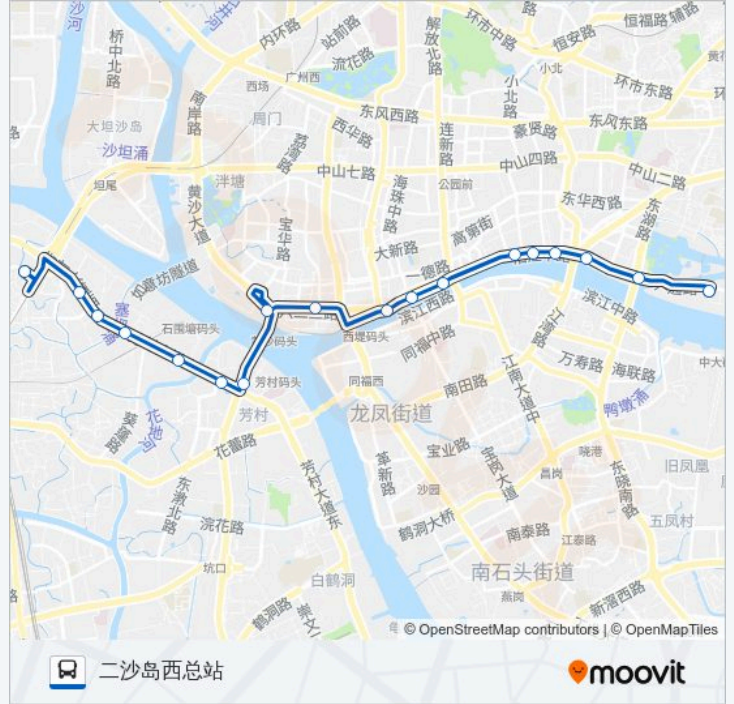 沙河
桥中北路
内环路
站前路
流花路
解放北路
环市中路
恒安路
恒福路
辅路
小北
小北路
环市东路
广州西
西场
南岸路
东风西路
东风东路
大坦沙岛
沙坦涌
周门
荔湾路
西华路
连新路
豪贤路
中山四路
坦尾
泮塘
中山七路
公园前
中山二路
黄沙大道
海珠中路
高第街
东华西路
东湖路
宝华路
大新路
一德路
如意坊隧道
滨江西路
滨江中路
石围塘码头
西堤码头
同福中路
江湾路
万寿路
海联路
中大
芳村码头
同福西
南田路
江南大道中
鸭墩涌
芳村
龙凤街道
花地河
葵蓬路
花蕾路
宝业路
宝岗大道
晓港
东晓南路
旧凤凰
革新路
昌岗
东漖北路
芳村大道东
沙园
五凤村
浣花路
鹤洞大桥
南泰路
江泰路
坑口
白鹤洞
南石头街道
燕岗
新滘西路
鹤洞路
崇文二
© OpenStreetMap contributors | © OpenMapTiles
二沙岛西总站
moovit